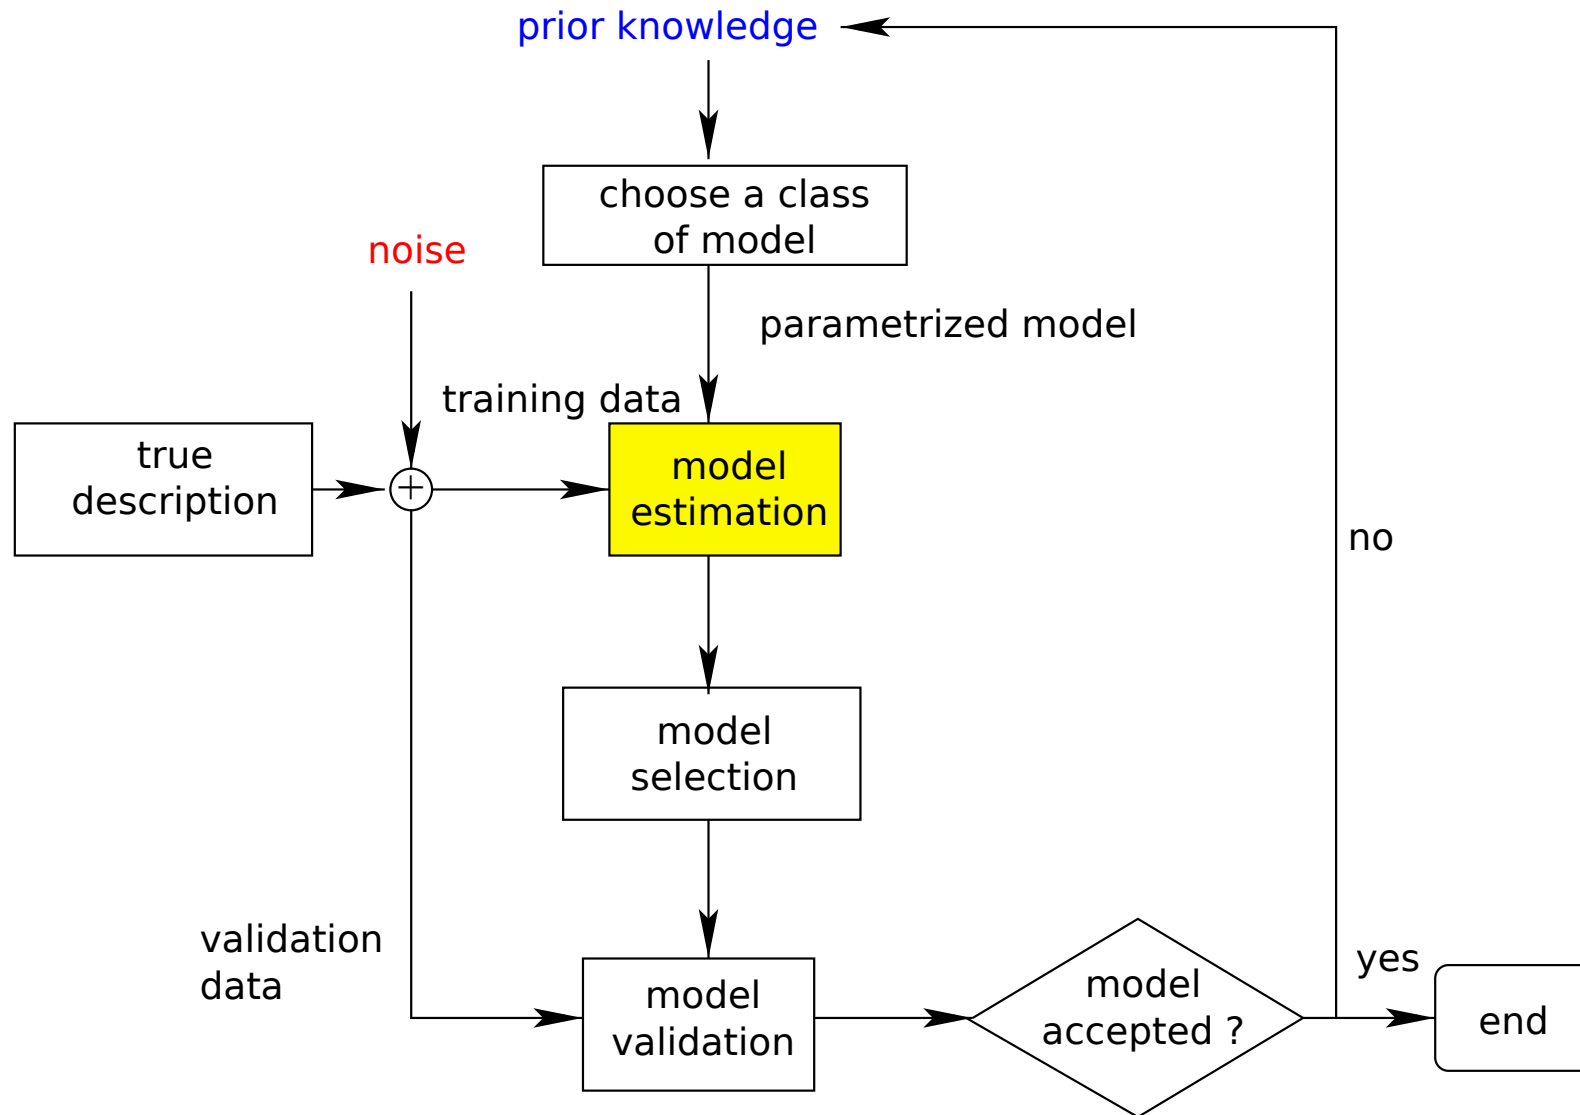 prior knowledge
choose a class
of model
noise
parametrized model
training data
true
description
+
model
estimation
no
model
selection
validation
data
model
validation
model
accepted ?
yes
end